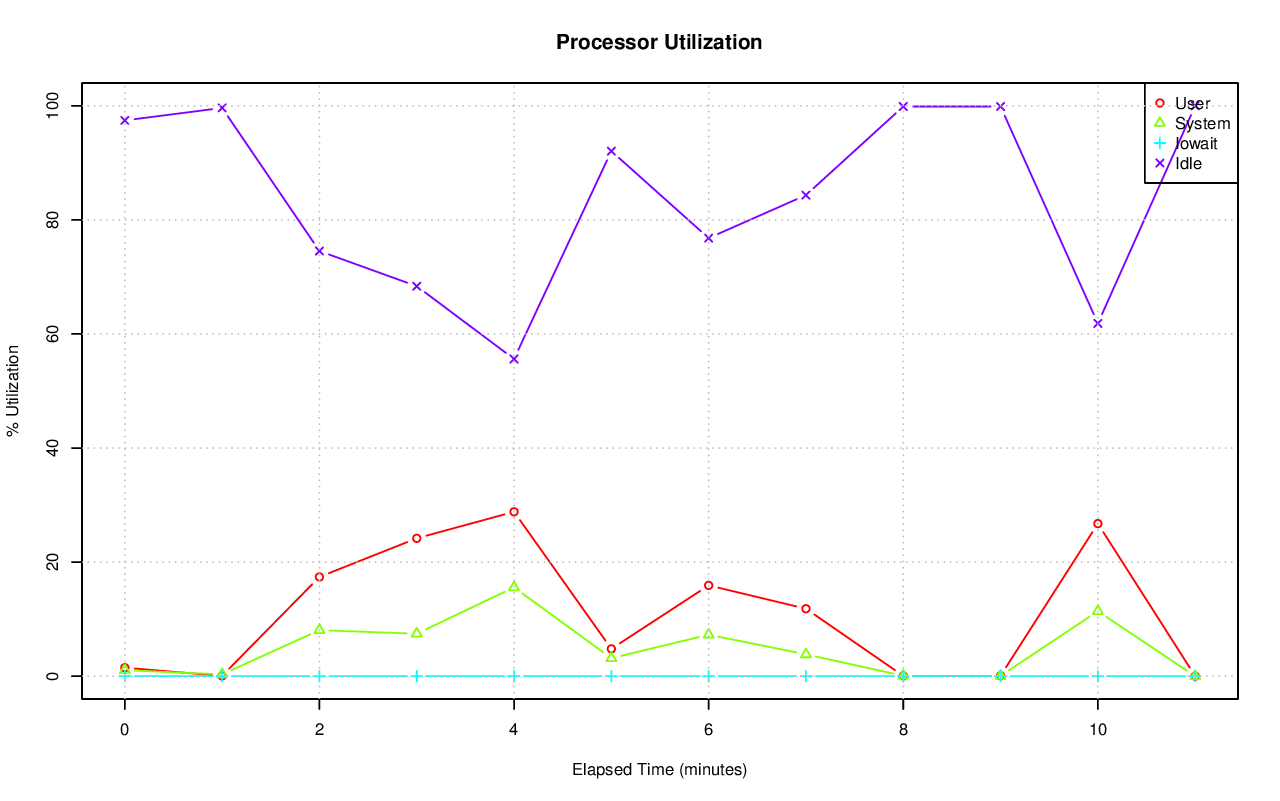 Processor Utilization
100
80
60
40
20
0
% Utilization
User
System
Iowait
Idle
0 2 4 6 8 10
Elapsed Time (minutes)